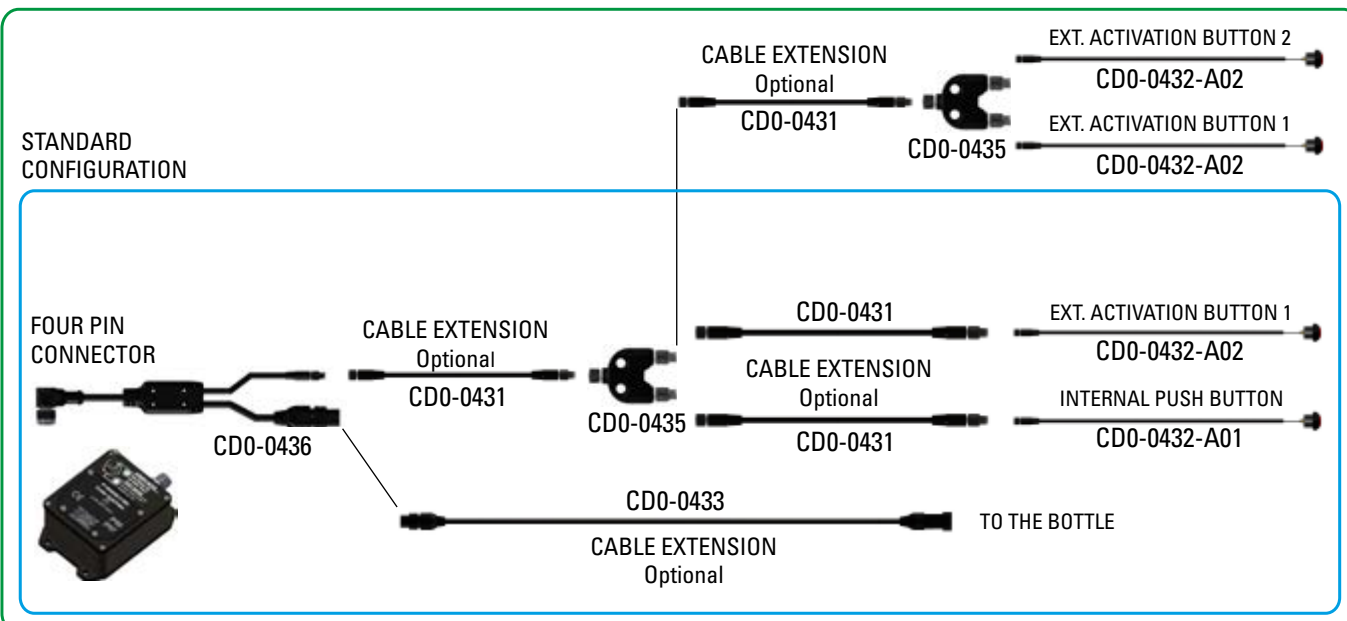 EXT. ACTIVATION BUTTON 2
CD0-0432-A02
CABLE EXTENSION
Optional
CD0-0431
CD0-0435
EXT. ACTIVATION BUTTON 1
CD0-0432-A02
STANDARD
CONFIGURATION
FOUR PIN
CONNECTOR
CD0-0436
CABLE EXTENSION
Optional
CD0-0431
CD0-0435
CD0-0431
EXT. ACTIVATION BUTTON 1
CD0-0432-A02
CABLE EXTENSION
Optional
CD0-0431
INTERNAL PUSH BUTTON
CD0-0432-A01
CD0-0433
CABLE EXTENSION
Optional
TO THE BOTTLE